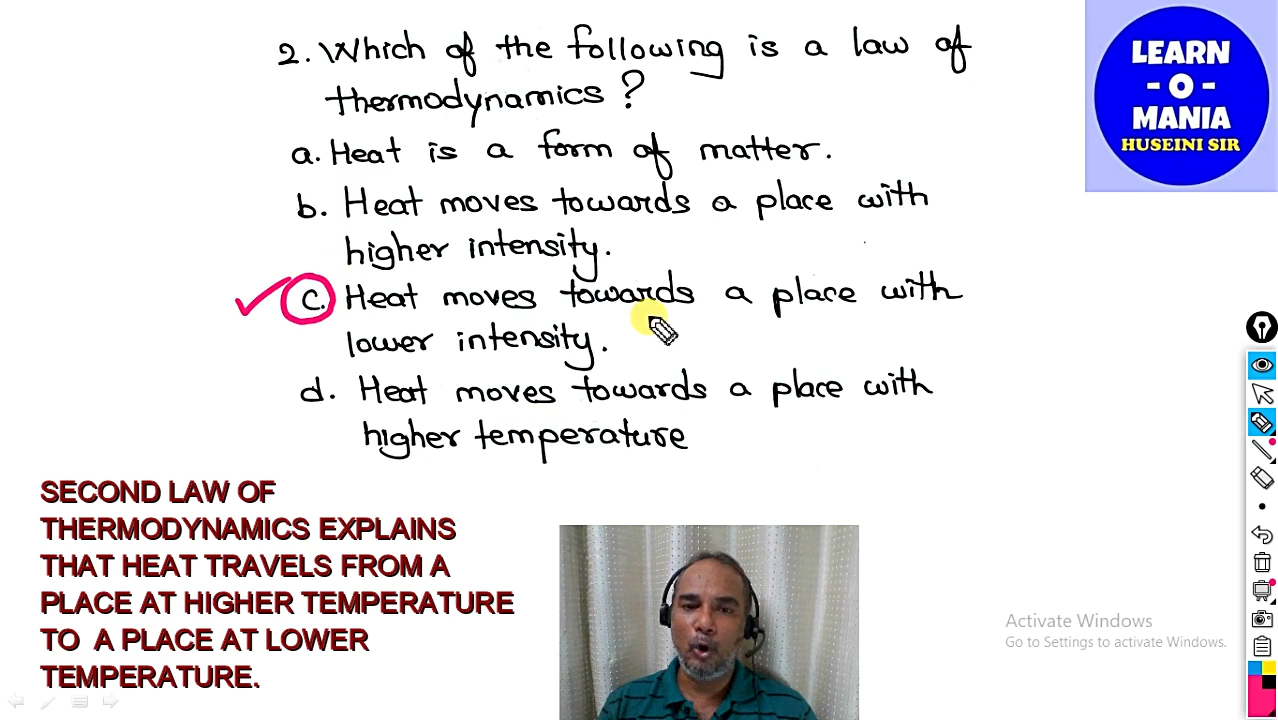 2. Which of the following is a law of
thermodynamics ?
a. Heat is a form of matter.
b. Heat moves towards a place with
higher intensity.
c. Heat moves towards a place with
lower intensity.
d. Heat moves towards a place with
higher temperature
LEARN
- O -
MANIA
HUSEINI SIR
SECOND LAW OF
THERMODYNAMICS EXPLAINS
THAT HEAT TRAVELS FROM A
PLACE AT HIGHER TEMPERATURE
TO A PLACE AT LOWER
TEMPERATURE.
Activate Windows
Go to Settings to activate Windows.